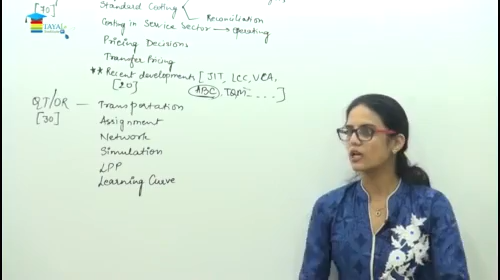 [70]
Standard Costing
Reconciliation
Costing in Service Sector → Operating
Pricing Decisions
Transfer Pricing
** Recent developments [JIT, LCC, VCA,
[20] ABC, TQM - ....]
QT/OR — Transportation
[30] Assignment
Network
Simulation
LPP
Learning Curve